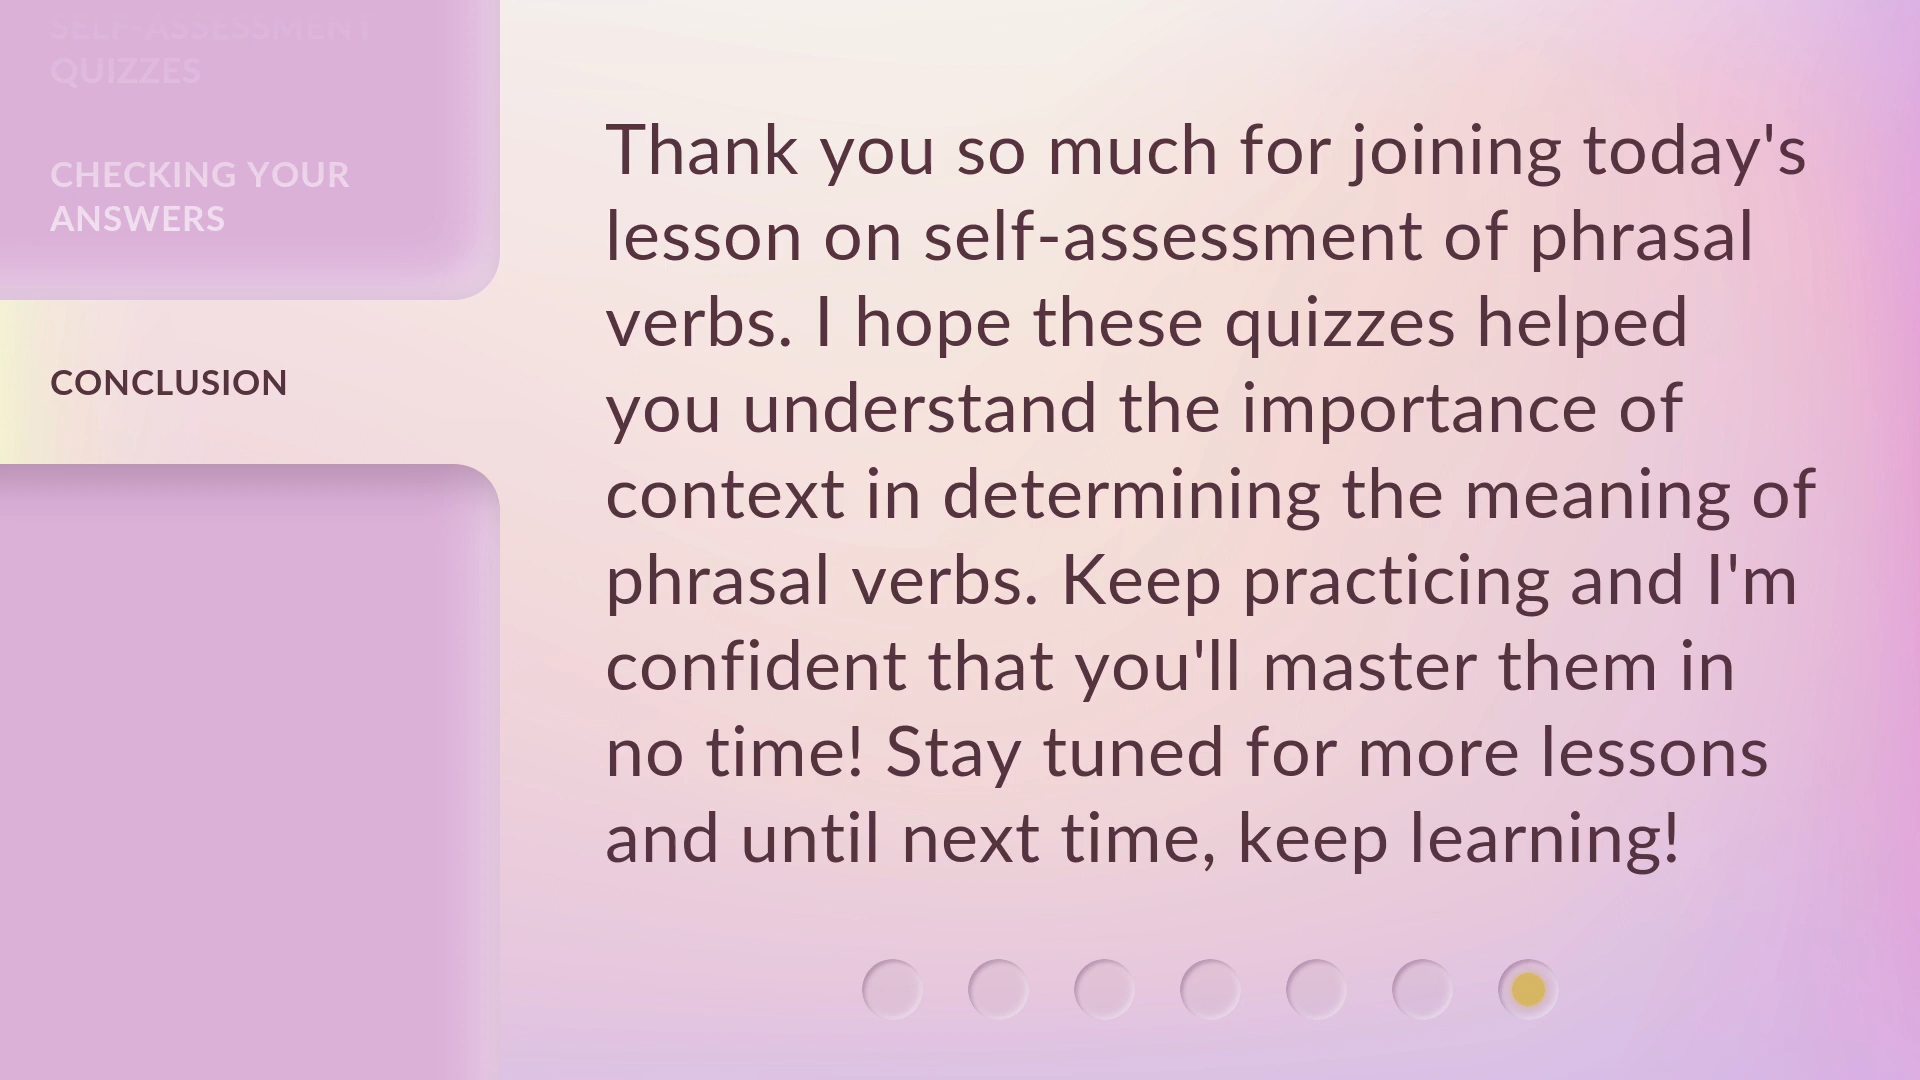 SELF-ASSESSMENT
QUIZZES
CHECKING YOUR
ANSWERS
CONCLUSION
Thank you so much for joining today's
lesson on self-assessment of phrasal
verbs. I hope these quizzes helped
you understand the importance of
context in determining the meaning of
phrasal verbs. Keep practicing and I'm
confident that you'll master them in
no time! Stay tuned for more lessons
and until next time, keep learning!